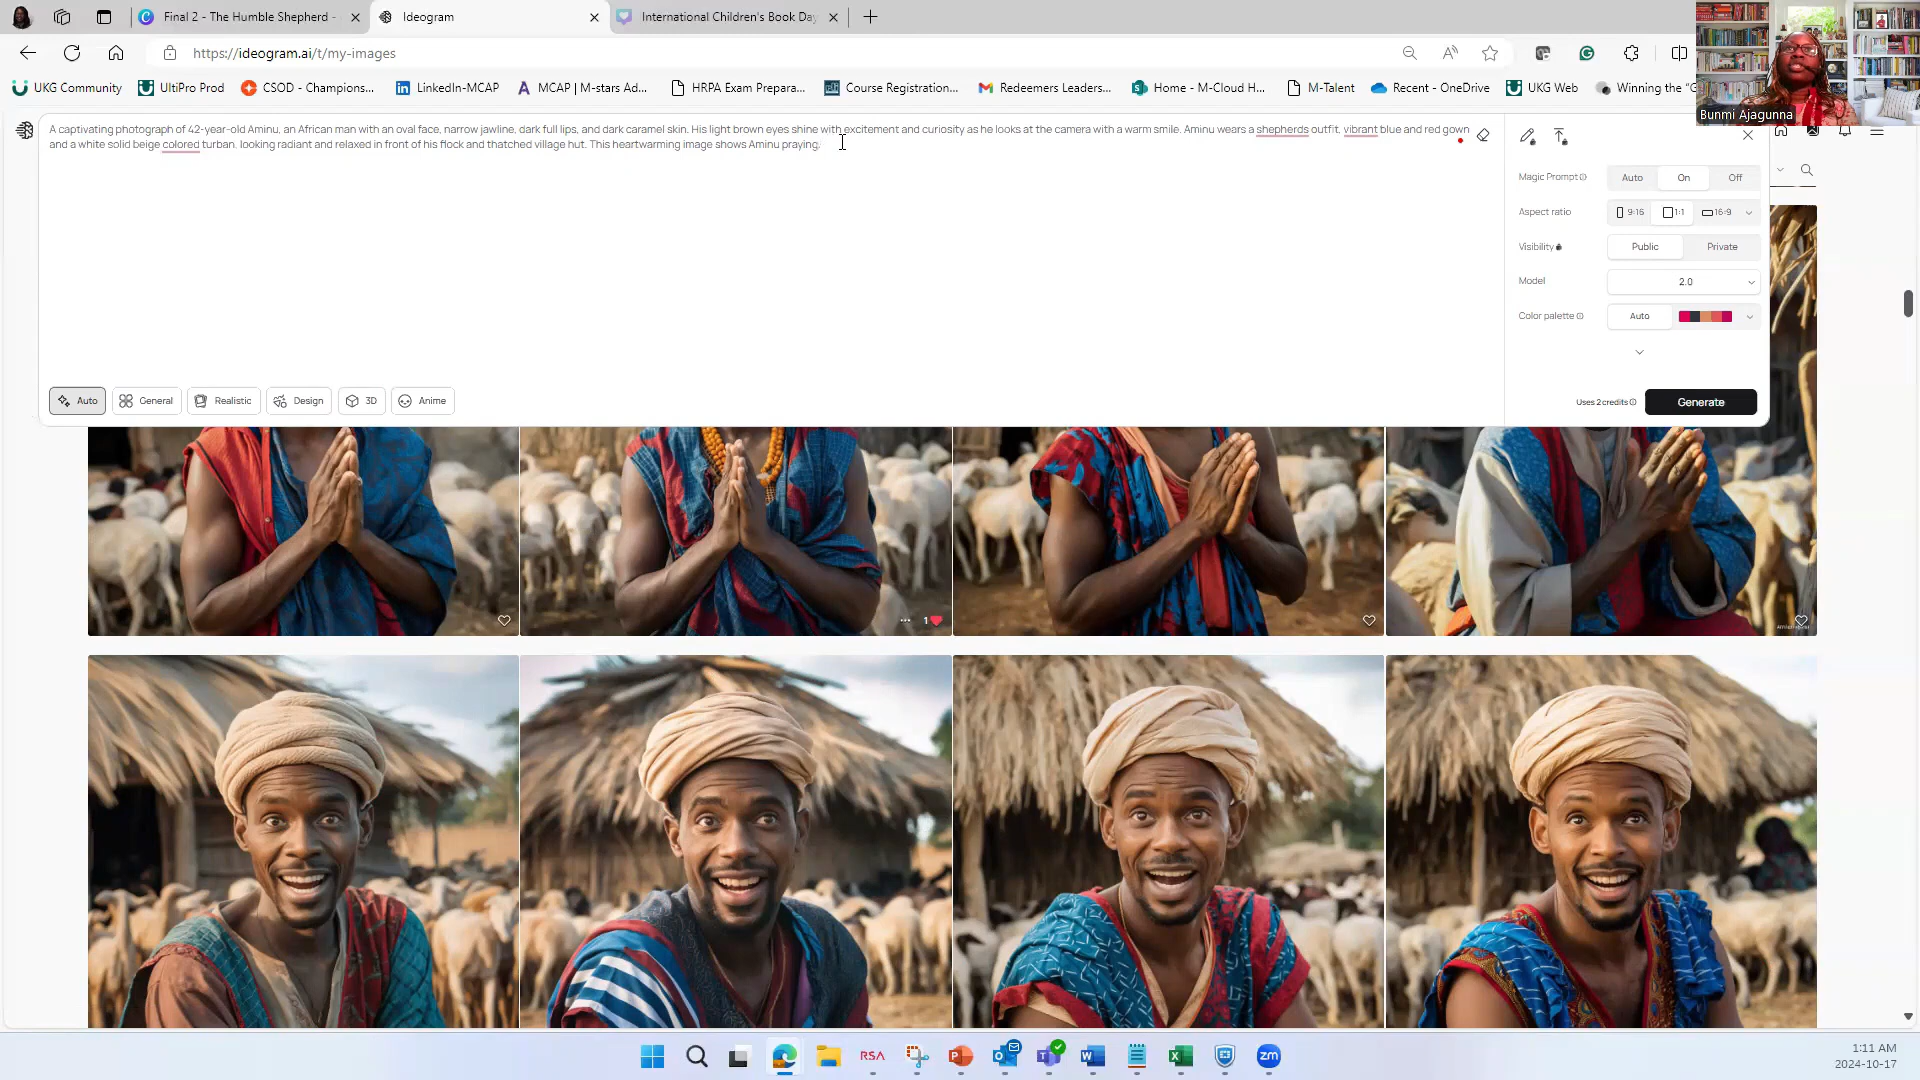 Final 2 - The Humble Shepherd -
Ideogram
International Children's Book Day
https://ideogram.ai/t/my-images
UKG Community
UltiPro Prod
CSOD - Champions...
LinkedIn-MCAP
MCAP | M-stars Ad...
HRPA Exam Prepara...
Course Registration...
Redeemers Leaders...
Home - M-Cloud H...
M-Talent
Recent - OneDrive
UKG Web
Winning the "G
Bunmi Ajagunna
A captivating photograph of 42-year-old Aminu, an African man with an oval face, narrow jawline, dark full lips, and dark caramel skin. His light brown eyes shine with excitement and curiosity as he looks at the camera with a warm smile. Aminu wears a shepherds outfit, vibrant blue and red gown
and a white solid beige colored turban. looking radiant and relaxed in front of his flock and thatched village hut. This heartwarming image shows Aminu praying.
Magic Prompt
Auto
On
Off
Aspect ratio
9:16
1:1
16:9
Visibility
Public
Private
Model
2.0
Color palette
Auto
Auto
General
Realistic
Design
3D
Anime
Uses 2 credits
Generate
1
RSA
zm
1:11 AM
2024-10-17